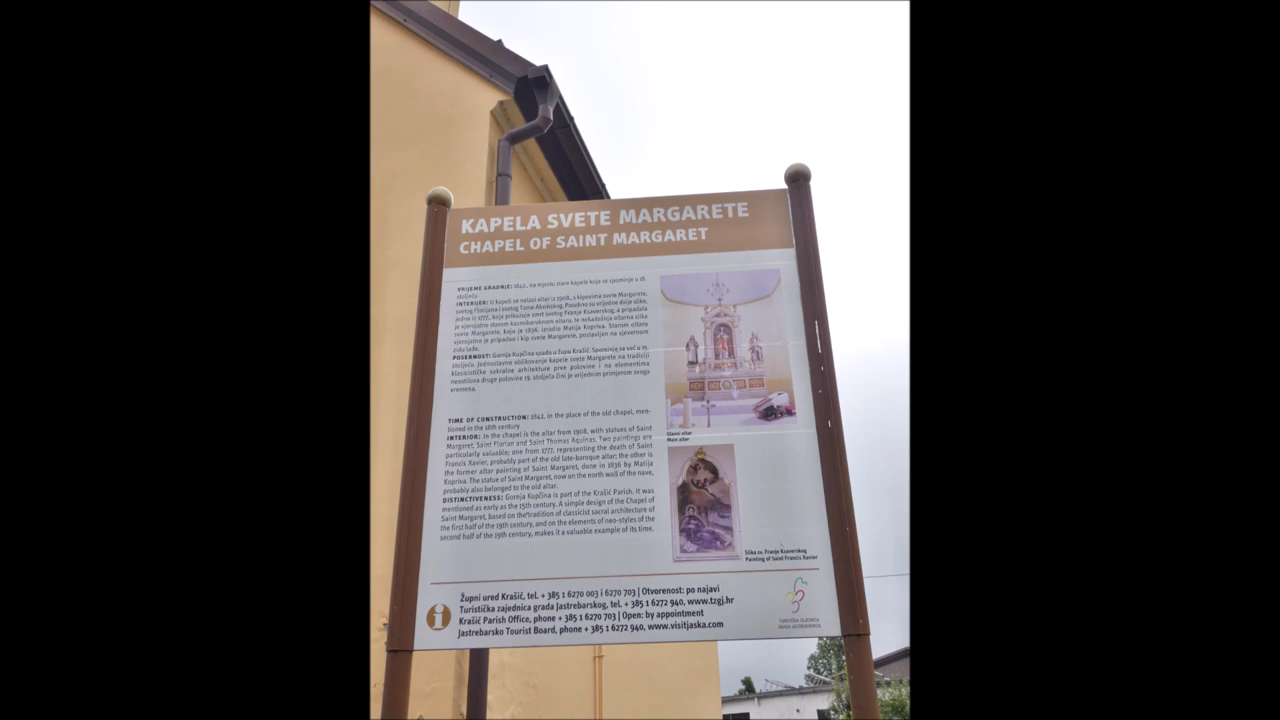 KAPELA SVETE MARGARETE
CHAPEL OF SAINT MARGARET
VRIJEME GRADNJE: 1842., na mjestu stare kapele koja se spominje u 18.
stoljeću
INTERIJER: U kapeli se nalazi oltar iz 1908., s kipovima svete Margarete,
svetog Florijana i svetog Tome Akvinskog. Posebno su vrijedne dvije slike,
jedna iz 1777., koja prikazuje smrt svetog Franje Ksaverskog, a pripadala
je vjerojatno starom kasnobaroknom oltaru, te nekadašnja oltarna slika
svete Margarete, koju je 1836. izradio Matija Kopriva. Starom oltaru
vjerojatno je pripadao i kip svete Margarete, postavljen na sjevernom
zidu lađe.
POSEBNOST: Gornja Kupčina spada u župu Krašić. Spominje se već u 15.
stoljeću. Jednostavno oblikovanje kapele svete Margarete na tradiciji
klasicističke sakralne arhitekture prve polovine i na elementima
neostilova druge polovine 19. stoljeća čini je vrijednim primjerom svoga
vremena.
TIME OF CONSTRUCTION: 1842, in the place of the old chapel, men-
tioned in the 18th century
INTERIOR: In the chapel is the altar from 1908, with statues of Saint
Margaret, Saint Florian and Saint Thomas Aquinas. Two paintings are
particularly valuable; one from 1777, representing the death of Saint
Francis Xavier, probably part of the old late-baroque altar; the other is
the former altar painting of Saint Margaret, done in 1836 by Matija
Kopriva. The statue of Saint Margaret, now on the north wall of the nave,
probably also belonged to the old altar.
DISTINCTIVENESS: Gornja Kupčina is part of the Krašić Parish. It was
mentioned as early as the 15th century. A simple design of the Chapel of
Saint Margaret, based on the tradition of classicist sacral architecture of
the first half of the 19th century, and on the elements of neo-styles of the
second half of the 19th century, makes it a valuable example of its time.
Glavni oltar
Main altar
Slika sv. Franje Ksaverskog
Painting of Saint Francis Xavier
Župni ured Krašić, tel. + 385 1 6270 003 i 6270 703 | Otvorenost: po najavi
Turistička zajednica grada Jastrebarskog, tel. + 385 1 6272 940, www.tzgj.hr
Krašić Parish Office, phone + 385 1 6270 703 | Open: by appointment
Jastrebarsko Tourist Board, phone + 385 1 6272 940, www.visitjaska.com
TURISTIČKA ZAJEDNICA
GRADA JASTREBARSKOG